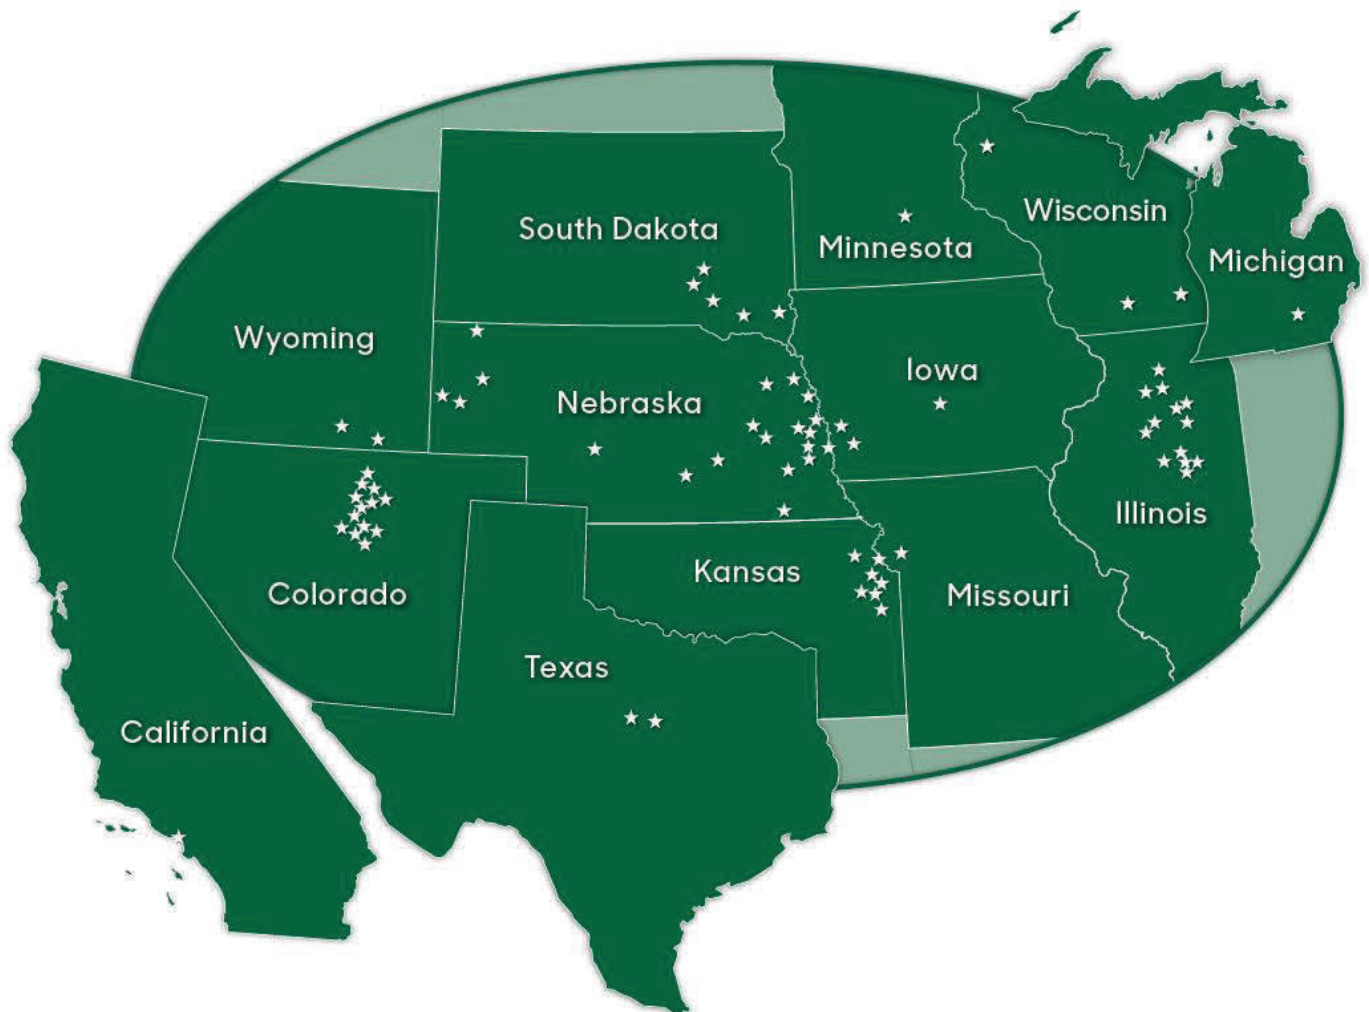 South Dakota
Wisconsin
Minnesota
Michigan
Wyoming
Iowa
Nebraska
Illinois
Kansas
Colorado
Missouri
Texas
California